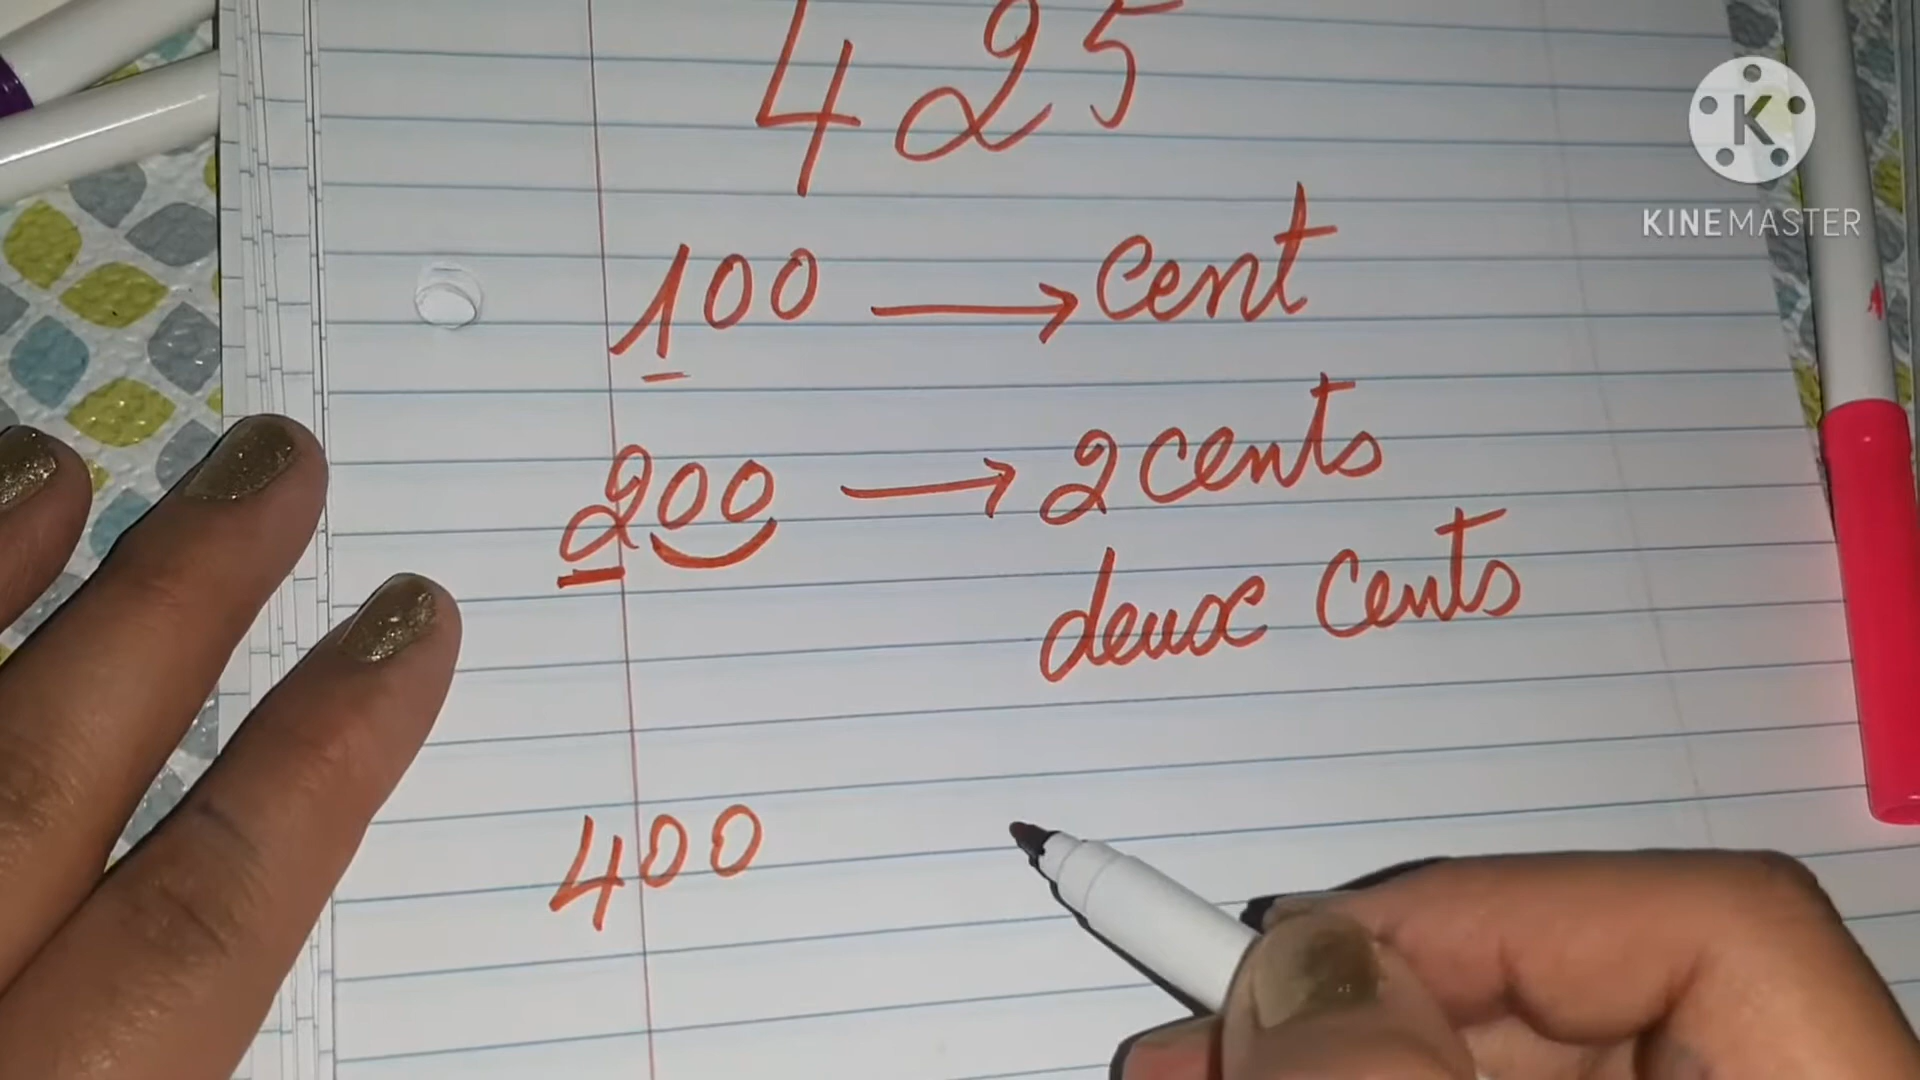 425
K
KINEMASTER
100 → cent
200 → 2 cents
deux cents
400